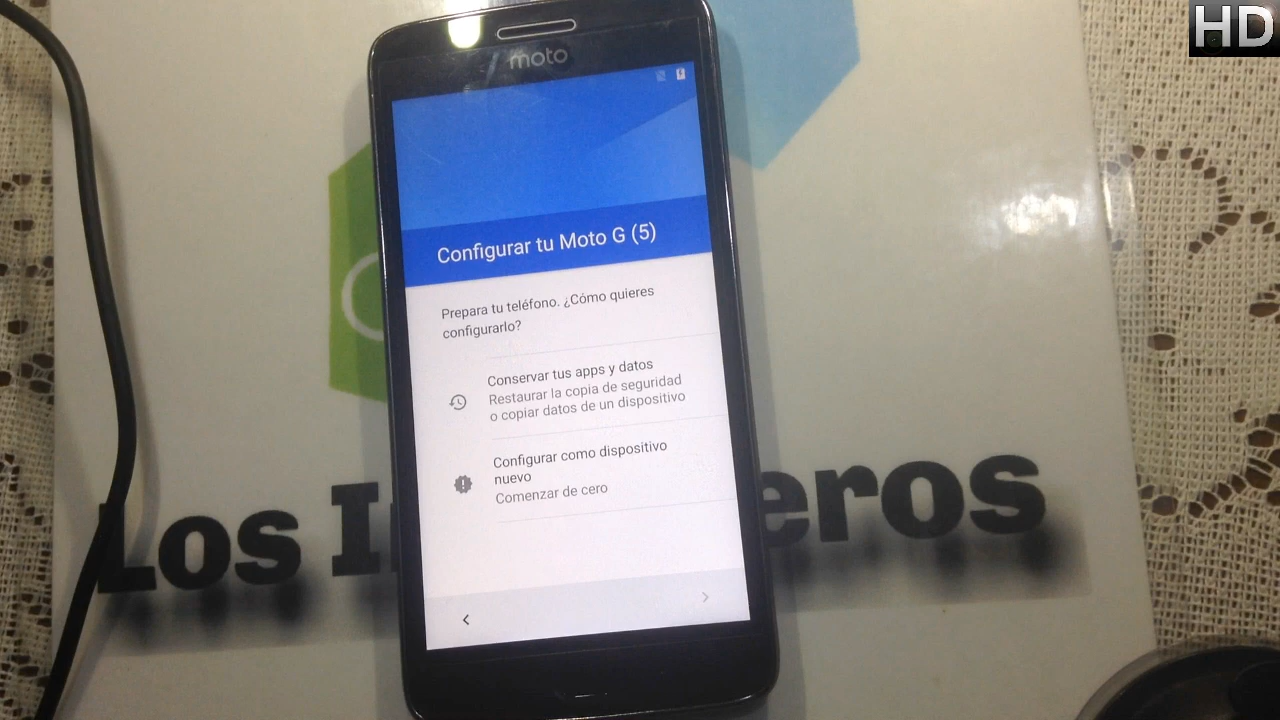 HD
moto
Configurar tu Moto G (5)
Prepara tu teléfono. ¿Cómo quieres
configurarlo?
Conservar tus apps y datos
Restaurar la copia de seguridad
o copiar datos de un dispositivo
Configurar como dispositivo
nuevo
Comenzar de cero
Los